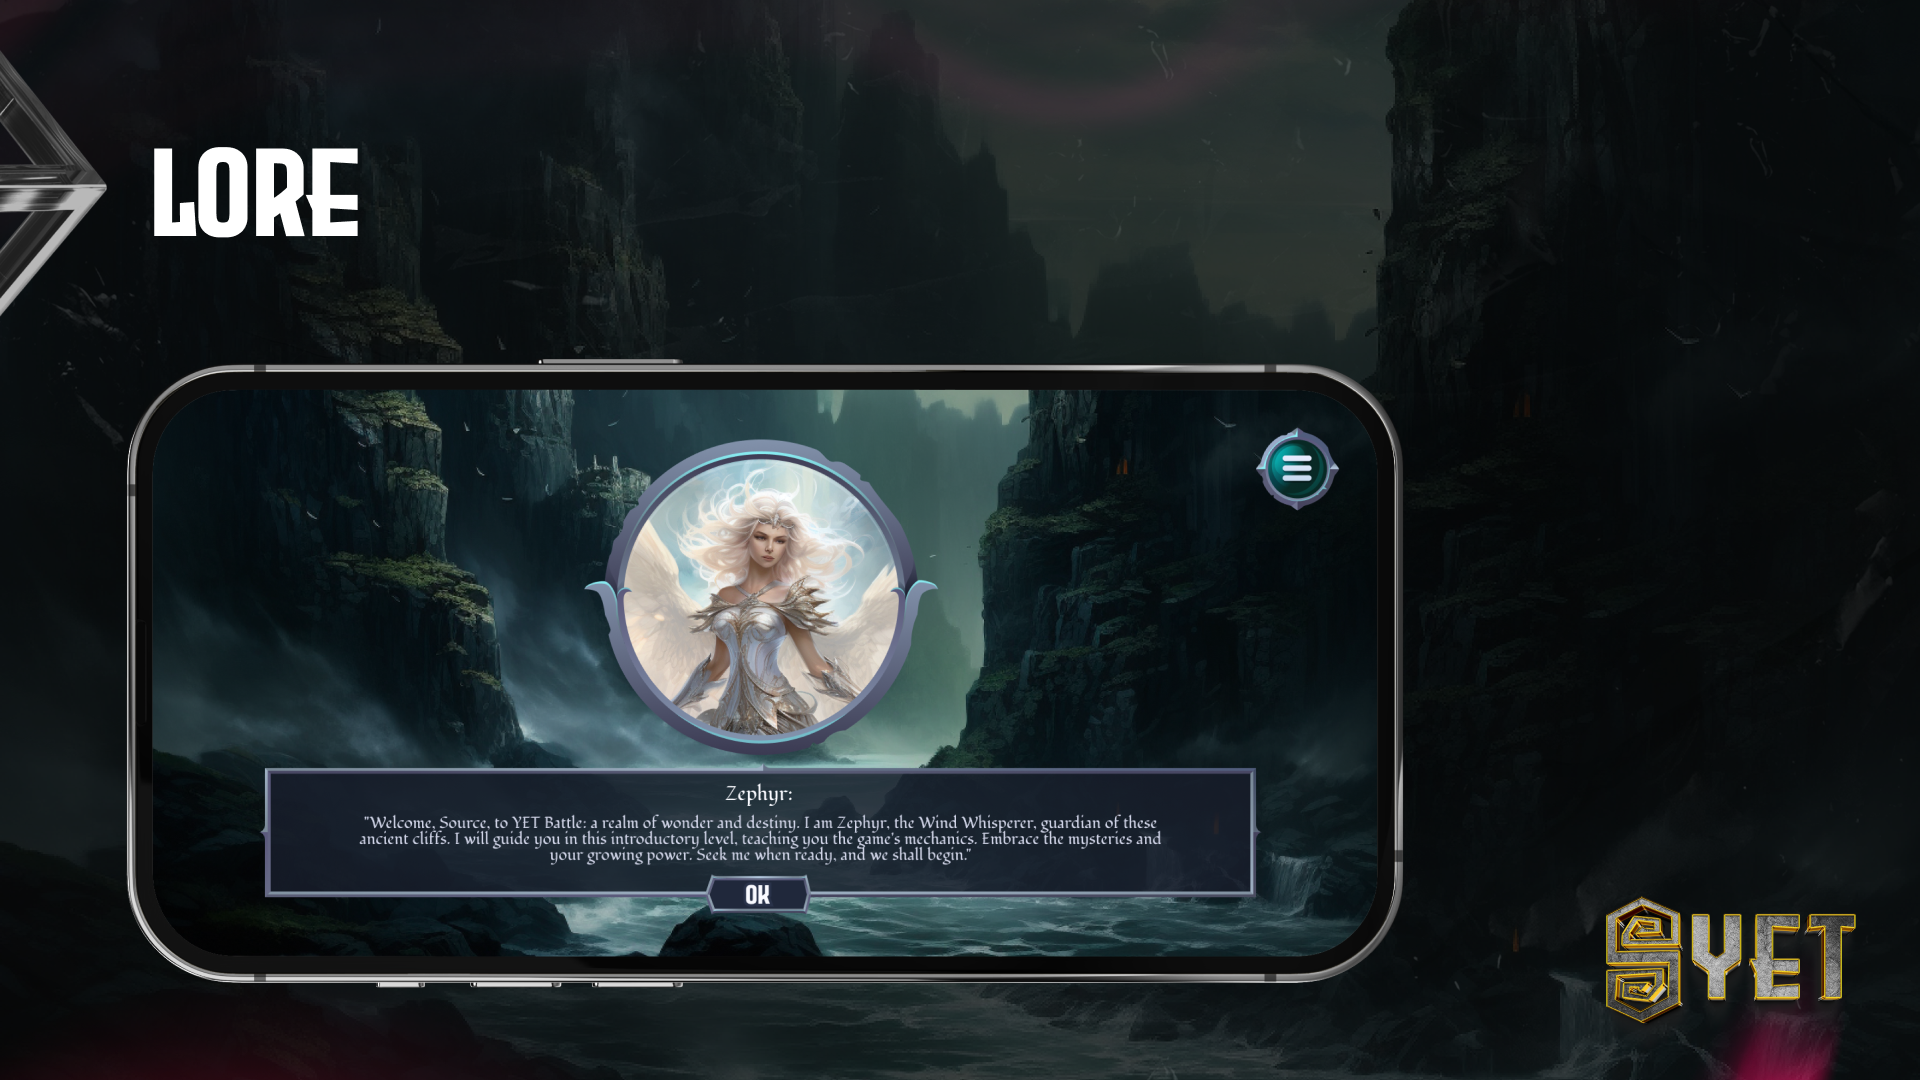 LORE
Zephyr:
"Welcome, Source, to YET Battle: a realm of wonder and destiny. I am Zephyr, the Wind Whisperer, guardian of these
ancient cliffs. I will guide you in this introductory level, teaching you the game's mechanics. Embrace the mysteries and
your growing power. Seek me when ready, and we shall begin."
OK
YET